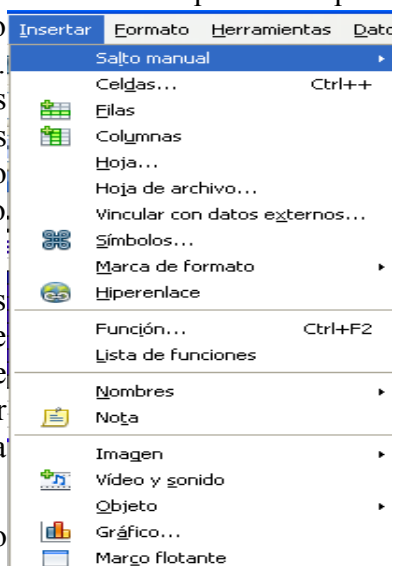 Insertar Formato Herramientas Dato
Salto manual
Celdas... Ctrl++
Filas
Columnas
Hoja...
Hoja de archivo...
Vincular con datos externos...
Símbolos...
Marca de formato
Hiperenlace
Función... Ctrl+F2
Lista de funciones
Nombres
Nota
Imagen
Vídeo y sonido
Objeto
Gráfico...
Marco flotante